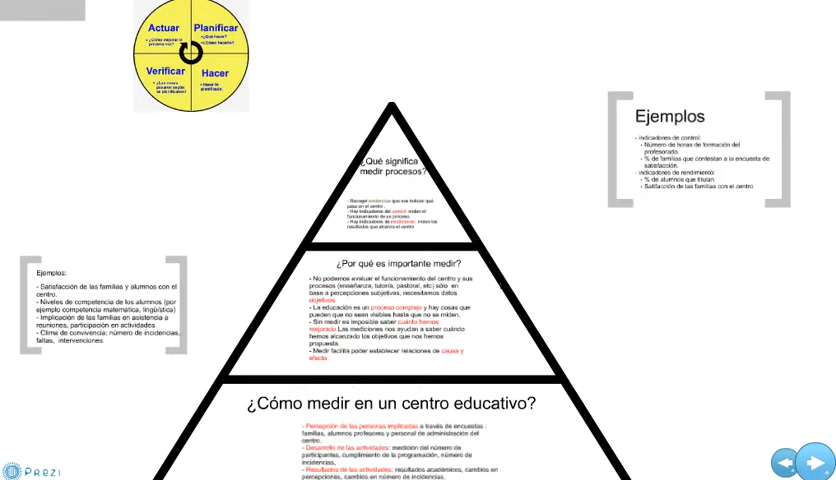 Actuar
Planificar
- ¿Qué hacer?
- ¿Cómo hacerlo?
Verificar
Hacer
- Hacer lo
planificado
¿Qué significa
medir procesos?
- Recoger evidencias que nos indican qué
pasa en el centro .
- Hay indicadores del control: miden el
funcionamiento de un proceso.
- Hay indicadores de rendimiento: miden los
resultados que alcanza el centro
Ejemplos
- indicadores de control:
- Número de horas de formación del
profesorado.
- % de familias que contestan a la encuesta de
satisfacción.
- indicadores de rendimiento:
- % de alumnos que titulan
- Satifacción de las familias con el centro
Ejemplos:
- Satisfacción de las familias y alumnos con el
centro.
- Niveles de competencia de los alumnos (por
ejemplo competencia matemática, lingüística)
- Implicación de las familias en asistencia a
reuniones, participción en actividades
- Clima de convivencia: número de incidencias,
faltas, intervenciones
¿Por qué es importante medir?
- No podemos evaluar el funcionamiento del centro y sus
procesos (enseñanza, tutoría, pastoral, etc) sólo en
base a percepciones subjetivas, necesitamos datos
objetivos.
- La educación es un proceso complejo y hay cosas que
pueden que no sean visibles hasta que no se miden.
- Sin medir es imposible saber cuánto hemos
mejorado.Las mediciones nos ayudan a saber cuándo
hemos alcanzado los objetivos que nos hemos
propuesta.
- Medir facilita poder establecer relaciones de causa y
efecto
¿Cómo medir en un centro educativo?
- Percepción de las personas implicadas a través de encuestas :
familias, alumnos profesores y personal de administración del
centro.
- Desarrollo de las actividades: medición del número de
participantes, cumplimiento de la programación, número de
incidencias,
- Resultados de las actividades: resultados académicos, cambios en
percepciones, cambios en número de incidencias.
PREZI